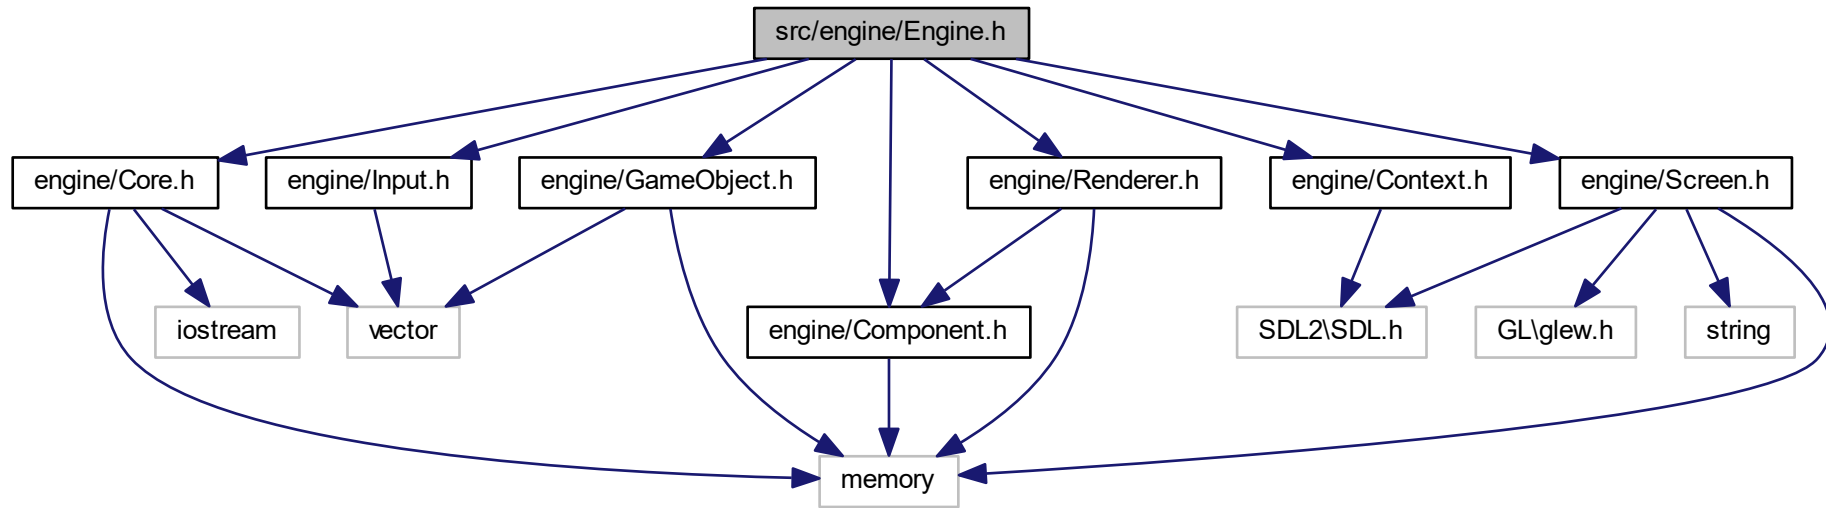 src/engine/Engine.h
engine/Core.h
engine/Input.h
engine/GameObject.h
engine/Renderer.h
engine/Context.h
engine/Screen.h
iostream
vector
engine/Component.h
SDL2\SDL.h
GL\glew.h
string
memory